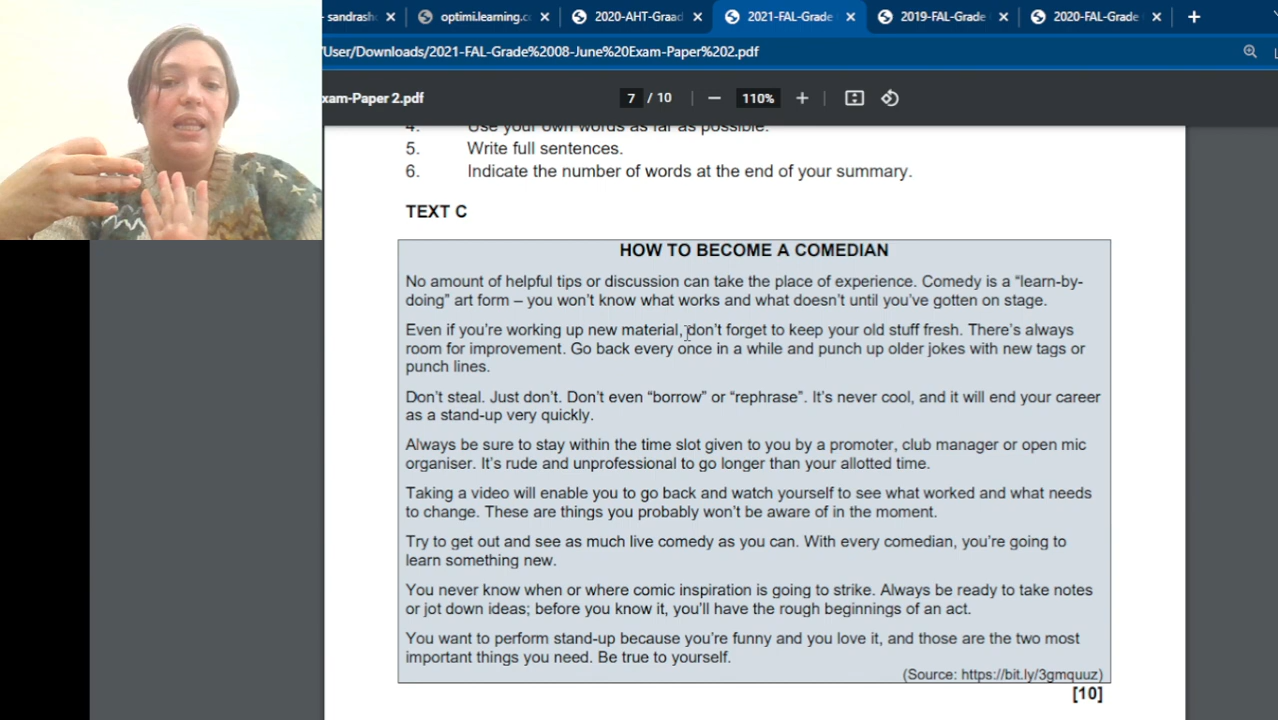 sandrash
optimi.learning.c
2020-AHT-Graad
2021-FAL-Grade
2019-FAL-Grade
2020-FAL-Grade
/User/Downloads/2021-FAL-Grade%2008-June%20Exam-Paper%202.pdf
xam-Paper 2.pdf
7 / 10
110%
4. Use your own words as far as possible.
5. Write full sentences.
6. Indicate the number of words at the end of your summary.
TEXT C
HOW TO BECOME A COMEDIAN
No amount of helpful tips or discussion can take the place of experience. Comedy is a “learn-by-
doing” art form – you won’t know what works and what doesn’t until you’ve gotten on stage.
Even if you’re working up new material, don’t forget to keep your old stuff fresh. There’s always
room for improvement. Go back every once in a while and punch up older jokes with new tags or
punch lines.
Don’t steal. Just don’t. Don’t even “borrow” or “rephrase”. It’s never cool, and it will end your career
as a stand-up very quickly.
Always be sure to stay within the time slot given to you by a promoter, club manager or open mic
organiser. It’s rude and unprofessional to go longer than your allotted time.
Taking a video will enable you to go back and watch yourself to see what worked and what needs
to change. These are things you probably won’t be aware of in the moment.
Try to get out and see as much live comedy as you can. With every comedian, you’re going to
learn something new.
You never know when or where comic inspiration is going to strike. Always be ready to take notes
or jot down ideas; before you know it, you’ll have the rough beginnings of an act.
You want to perform stand-up because you’re funny and you love it, and those are the two most
important things you need. Be true to yourself.
(Source: https://bit.ly/3gmquuz)
[10]